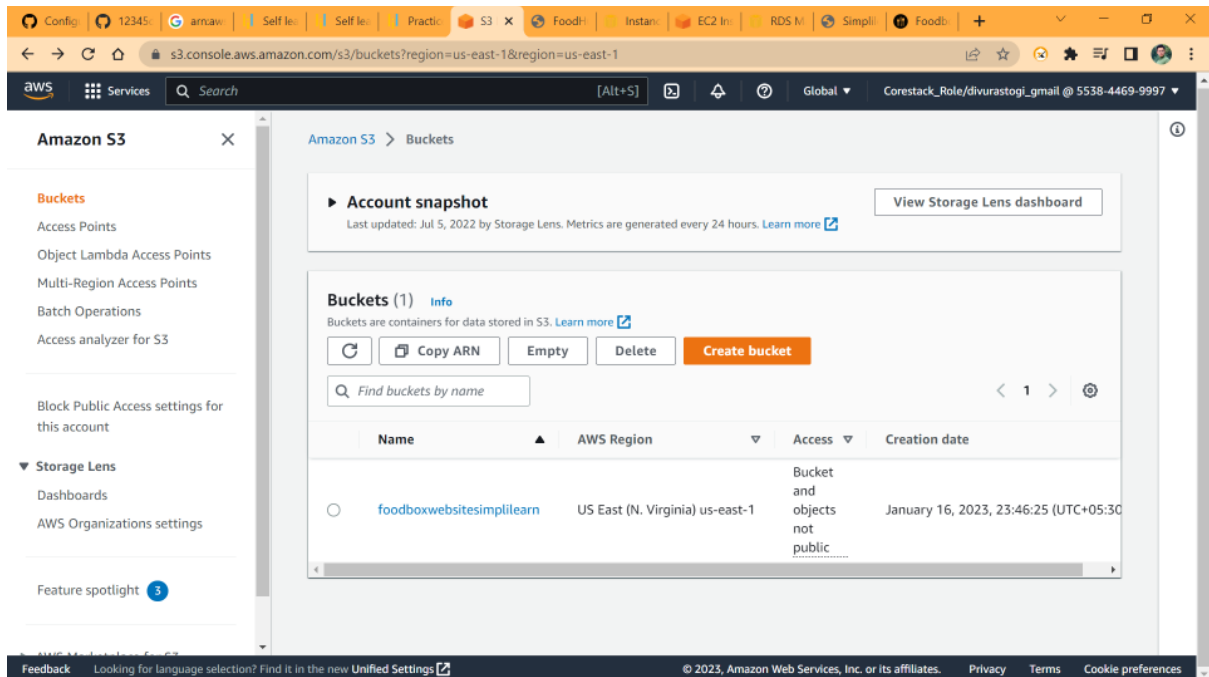 Configu
12345
arn:aw
Self lea
Self lea
Practic
S3
FoodH
Instanc
EC2 Ins
RDS M
Simplil
Foodb
s3.console.aws.amazon.com/s3/buckets?region=us-east-1&region=us-east-1
aws Services Search [Alt+S] Global Corestack_Role/divurastogi_gmail @ 5538-4469-9997
Amazon S3
Buckets
Access Points
Object Lambda Access Points
Multi-Region Access Points
Batch Operations
Access analyzer for S3
Block Public Access settings for
this account
Storage Lens
Dashboards
AWS Organizations settings
Feature spotlight 3
Amazon S3 > Buckets
Account snapshot
View Storage Lens dashboard
Last updated: Jul 5, 2022 by Storage Lens. Metrics are generated every 24 hours. Learn more
Buckets (1) Info
Buckets are containers for data stored in S3. Learn more
Copy ARN Empty Delete Create bucket
Find buckets by name
1
Name AWS Region Access Creation date
foodboxwebsitesimplilearn US East (N. Virginia) us-east-1
Bucket
and
objects
not
public
January 16, 2023, 23:46:25 (UTC+05:30
Feedback Looking for language selection? Find it in the new Unified Settings © 2023, Amazon Web Services, Inc. or its affiliates. Privacy Terms Cookie preferences